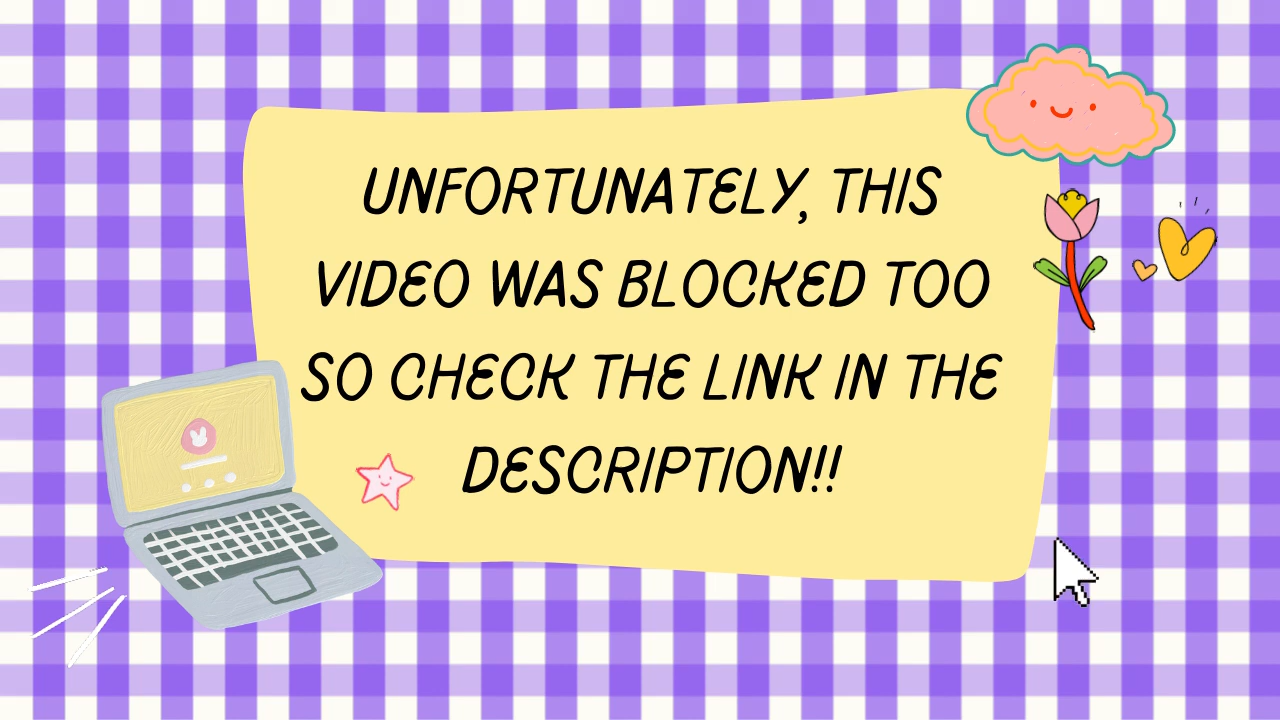 UNFORTUNATELY, THIS
VIDEO WAS BLOCKED TOO
SO CHECK THE LINK IN THE
DESCRIPTION!!